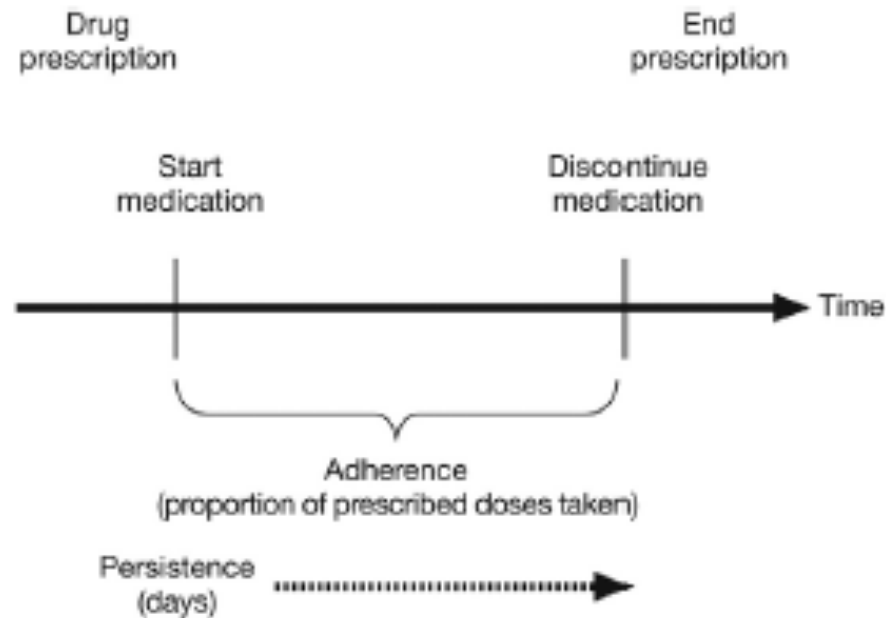 Drug
prescription
End
prescription
Start
medication
Discontinue
medication
Time
Adherence
(proportion of prescribed doses taken)
Persistence
(days)